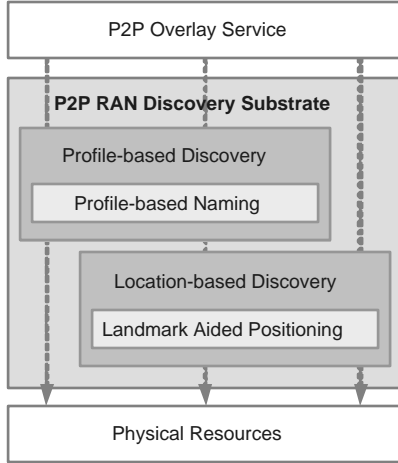 P2P Overlay Service
P2P RAN Discovery Substrate
Profile-based Discovery
Profile-based Naming
Location-based Discovery
Landmark Aided Positioning
Physical Resources